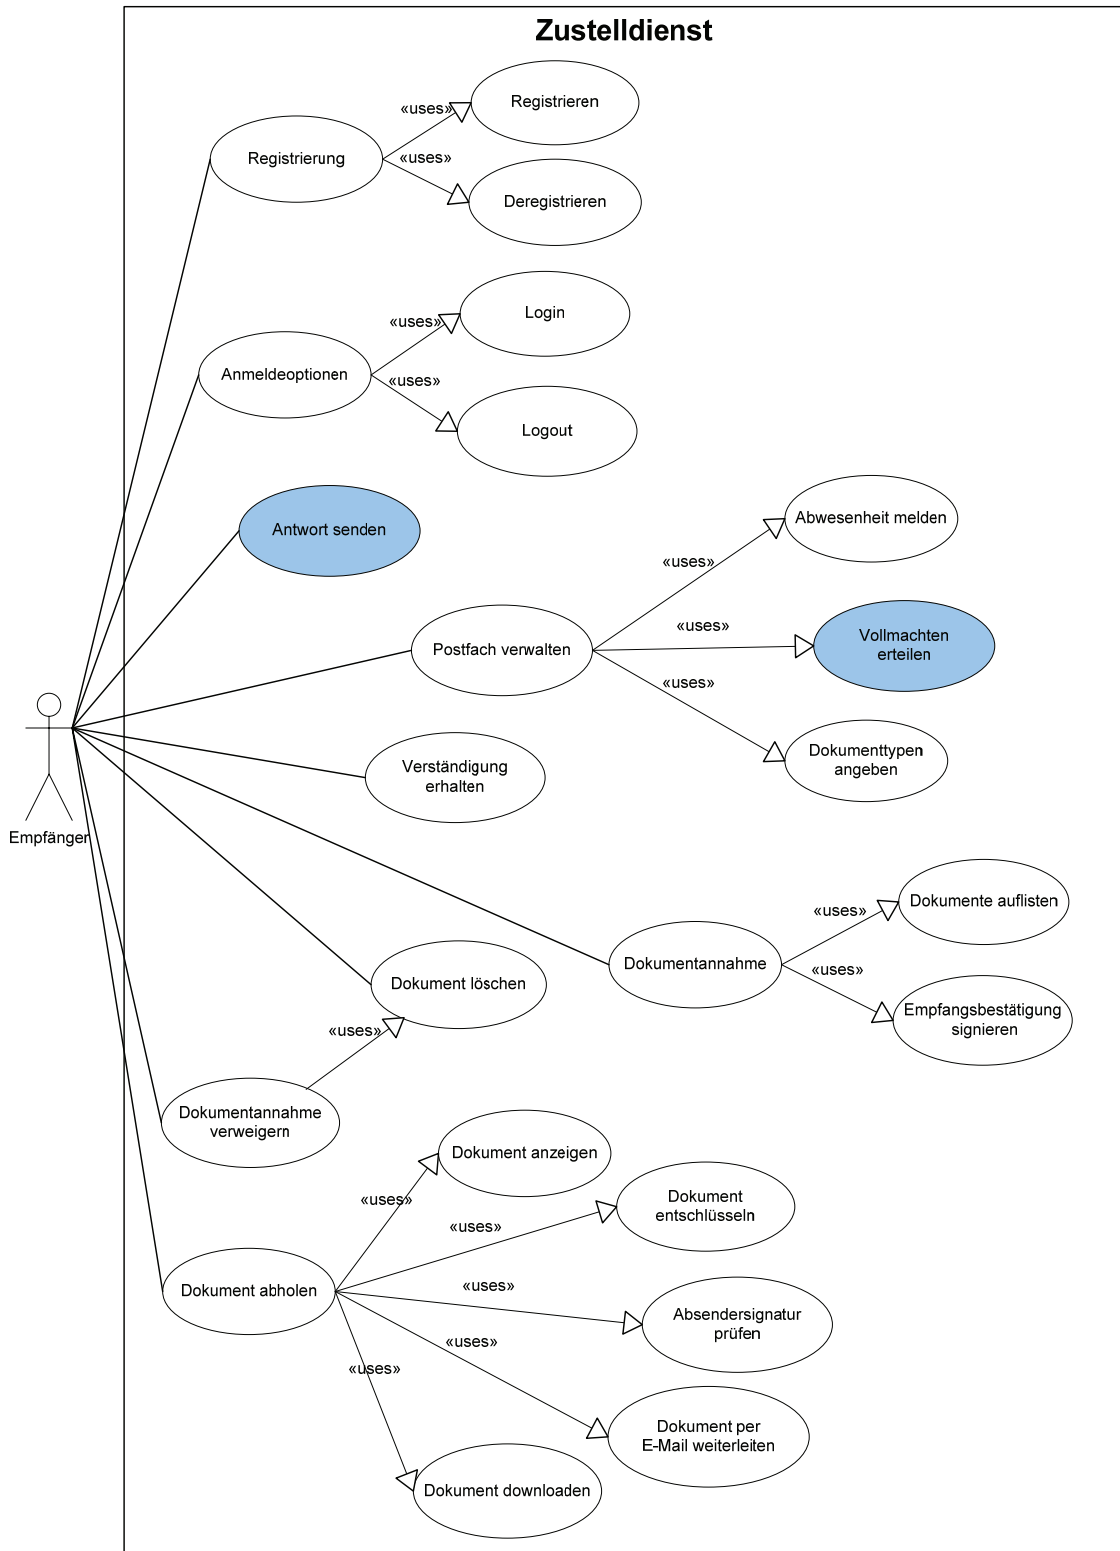 Zustelldienst
«uses»
Registrieren
Registrierung
«uses»
Deregistrieren
«uses»
Login
Anmeldeoptionen
«uses»
Logout
Antwort senden
Abwesenheit melden
«uses»
Postfach verwalten
«uses»
Vollmachten
erteilen
«uses»
Dokumenttypen
angeben
Verständigung
erhalten
Empfänger
Dokumente auflisten
«uses»
Dokumentannahme
«uses»
Empfangsbestätigung
signieren
Dokument löschen
«uses»
Dokumentannahme
verweigern
Dokument anzeigen
«uses»
Dokument
entschlüsseln
«uses»
Dokument abholen
«uses»
Absendersignatur
prüfen
«uses»
Dokument per
E-Mail weiterleiten
«uses»
Dokument downloaden